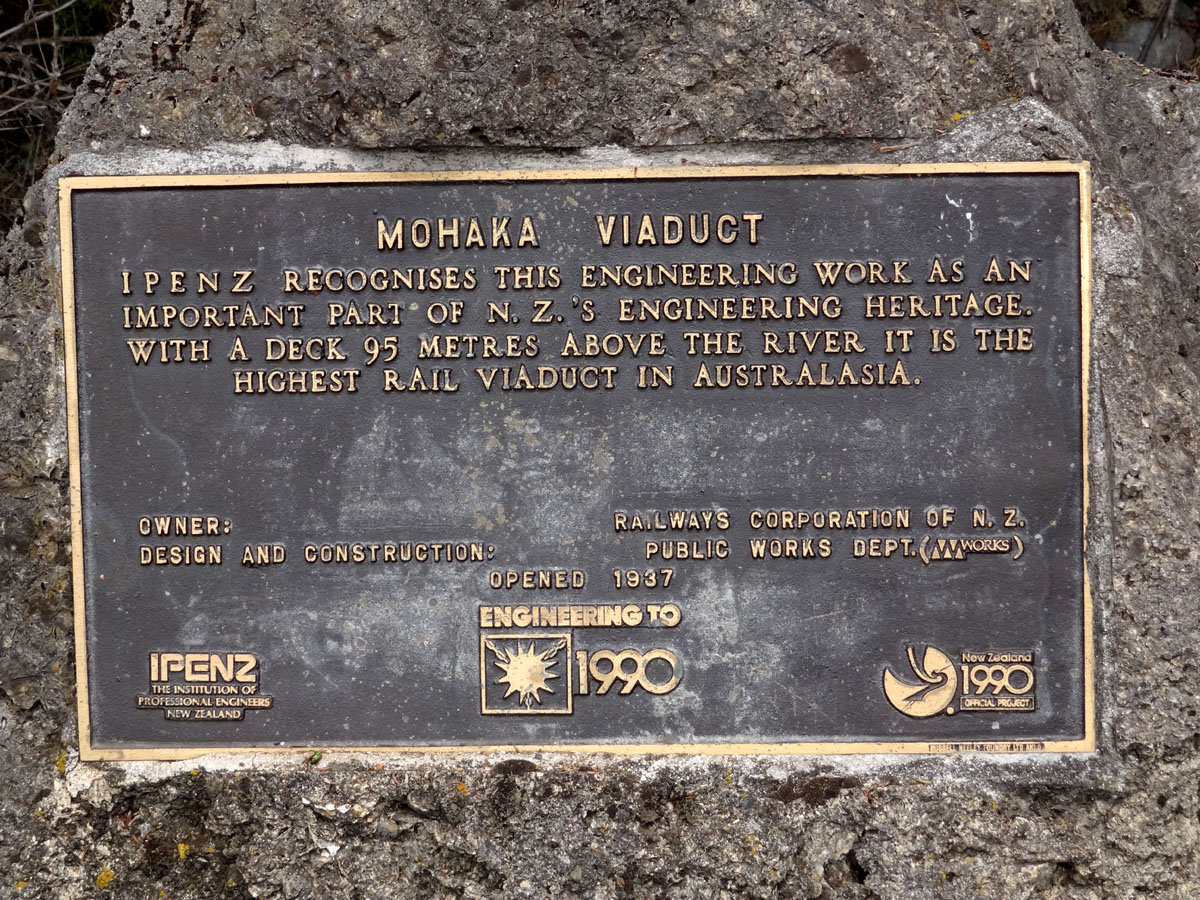 MOHAKA VIADUCT
IPENZ RECOGNISES THIS ENGINEERING WORK AS AN
IMPORTANT PART OF N. Z.'S ENGINEERING HERITAGE.
WITH A DECK 95 METRES ABOVE THE RIVER IT IS THE
HIGHEST RAIL VIADUCT IN AUSTRALASIA.
OWNER: RAILWAYS CORPORATION OF N. Z.
DESIGN AND CONSTRUCTION: PUBLIC WORKS DEPT. (WORKS)
OPENED 1937
ENGINEERING TO
1990
IPENZ
THE INSTITUTION OF
PROFESSIONAL ENGINEERS
NEW ZEALAND
New Zealand
1990
OFFICIAL PROJECT
FOUNDRY LTD AKLD